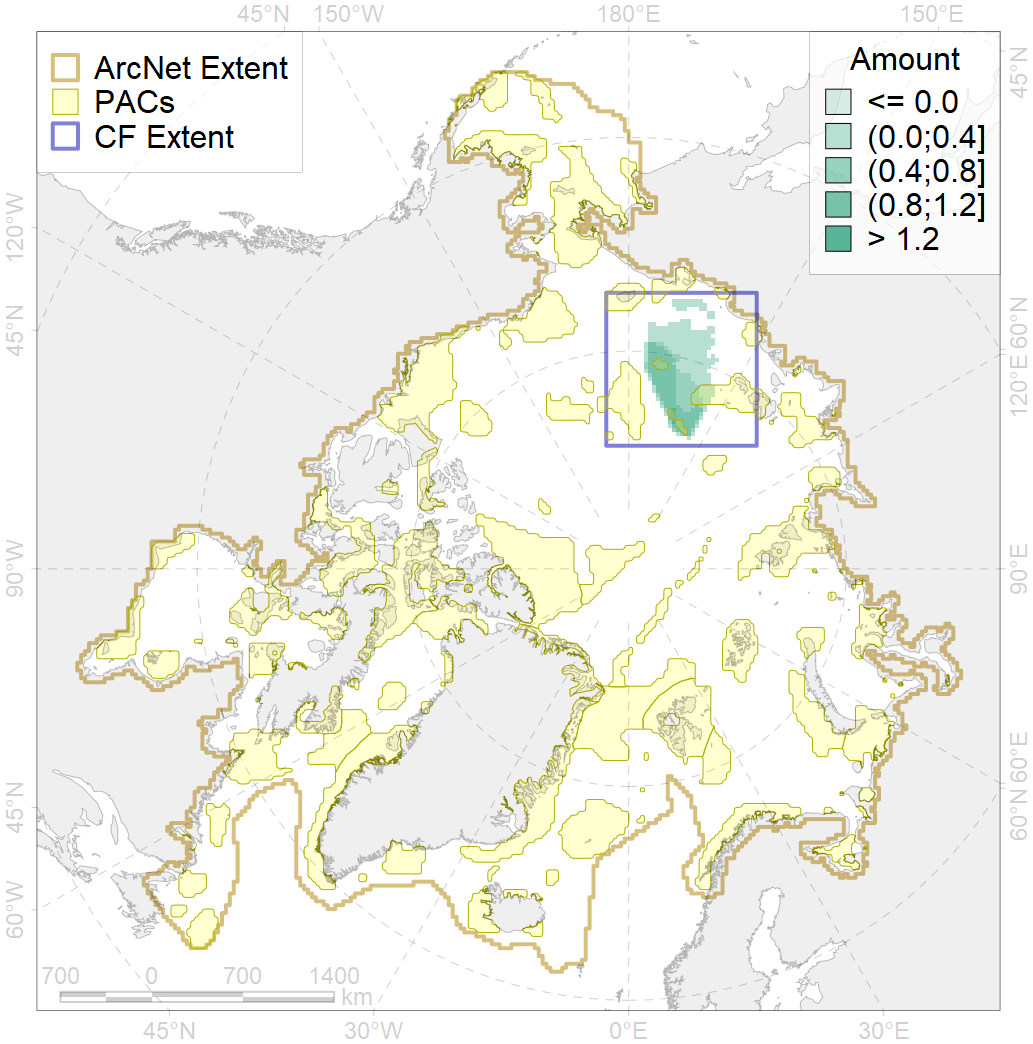 45°N 150°W 180°E 150°E
ArcNet Extent
PACs
CF Extent
Amount
<= 0.0
(0.0;0.4]
(0.4;0.8]
(0.8;1.2]
> 1.2
45°N
120°W
45°N
90°W
45°N
60°W
60°N
120°E
90°E
60°E
60°N
700 0 700 1400
km
45°N 30°W 0°E 30°E